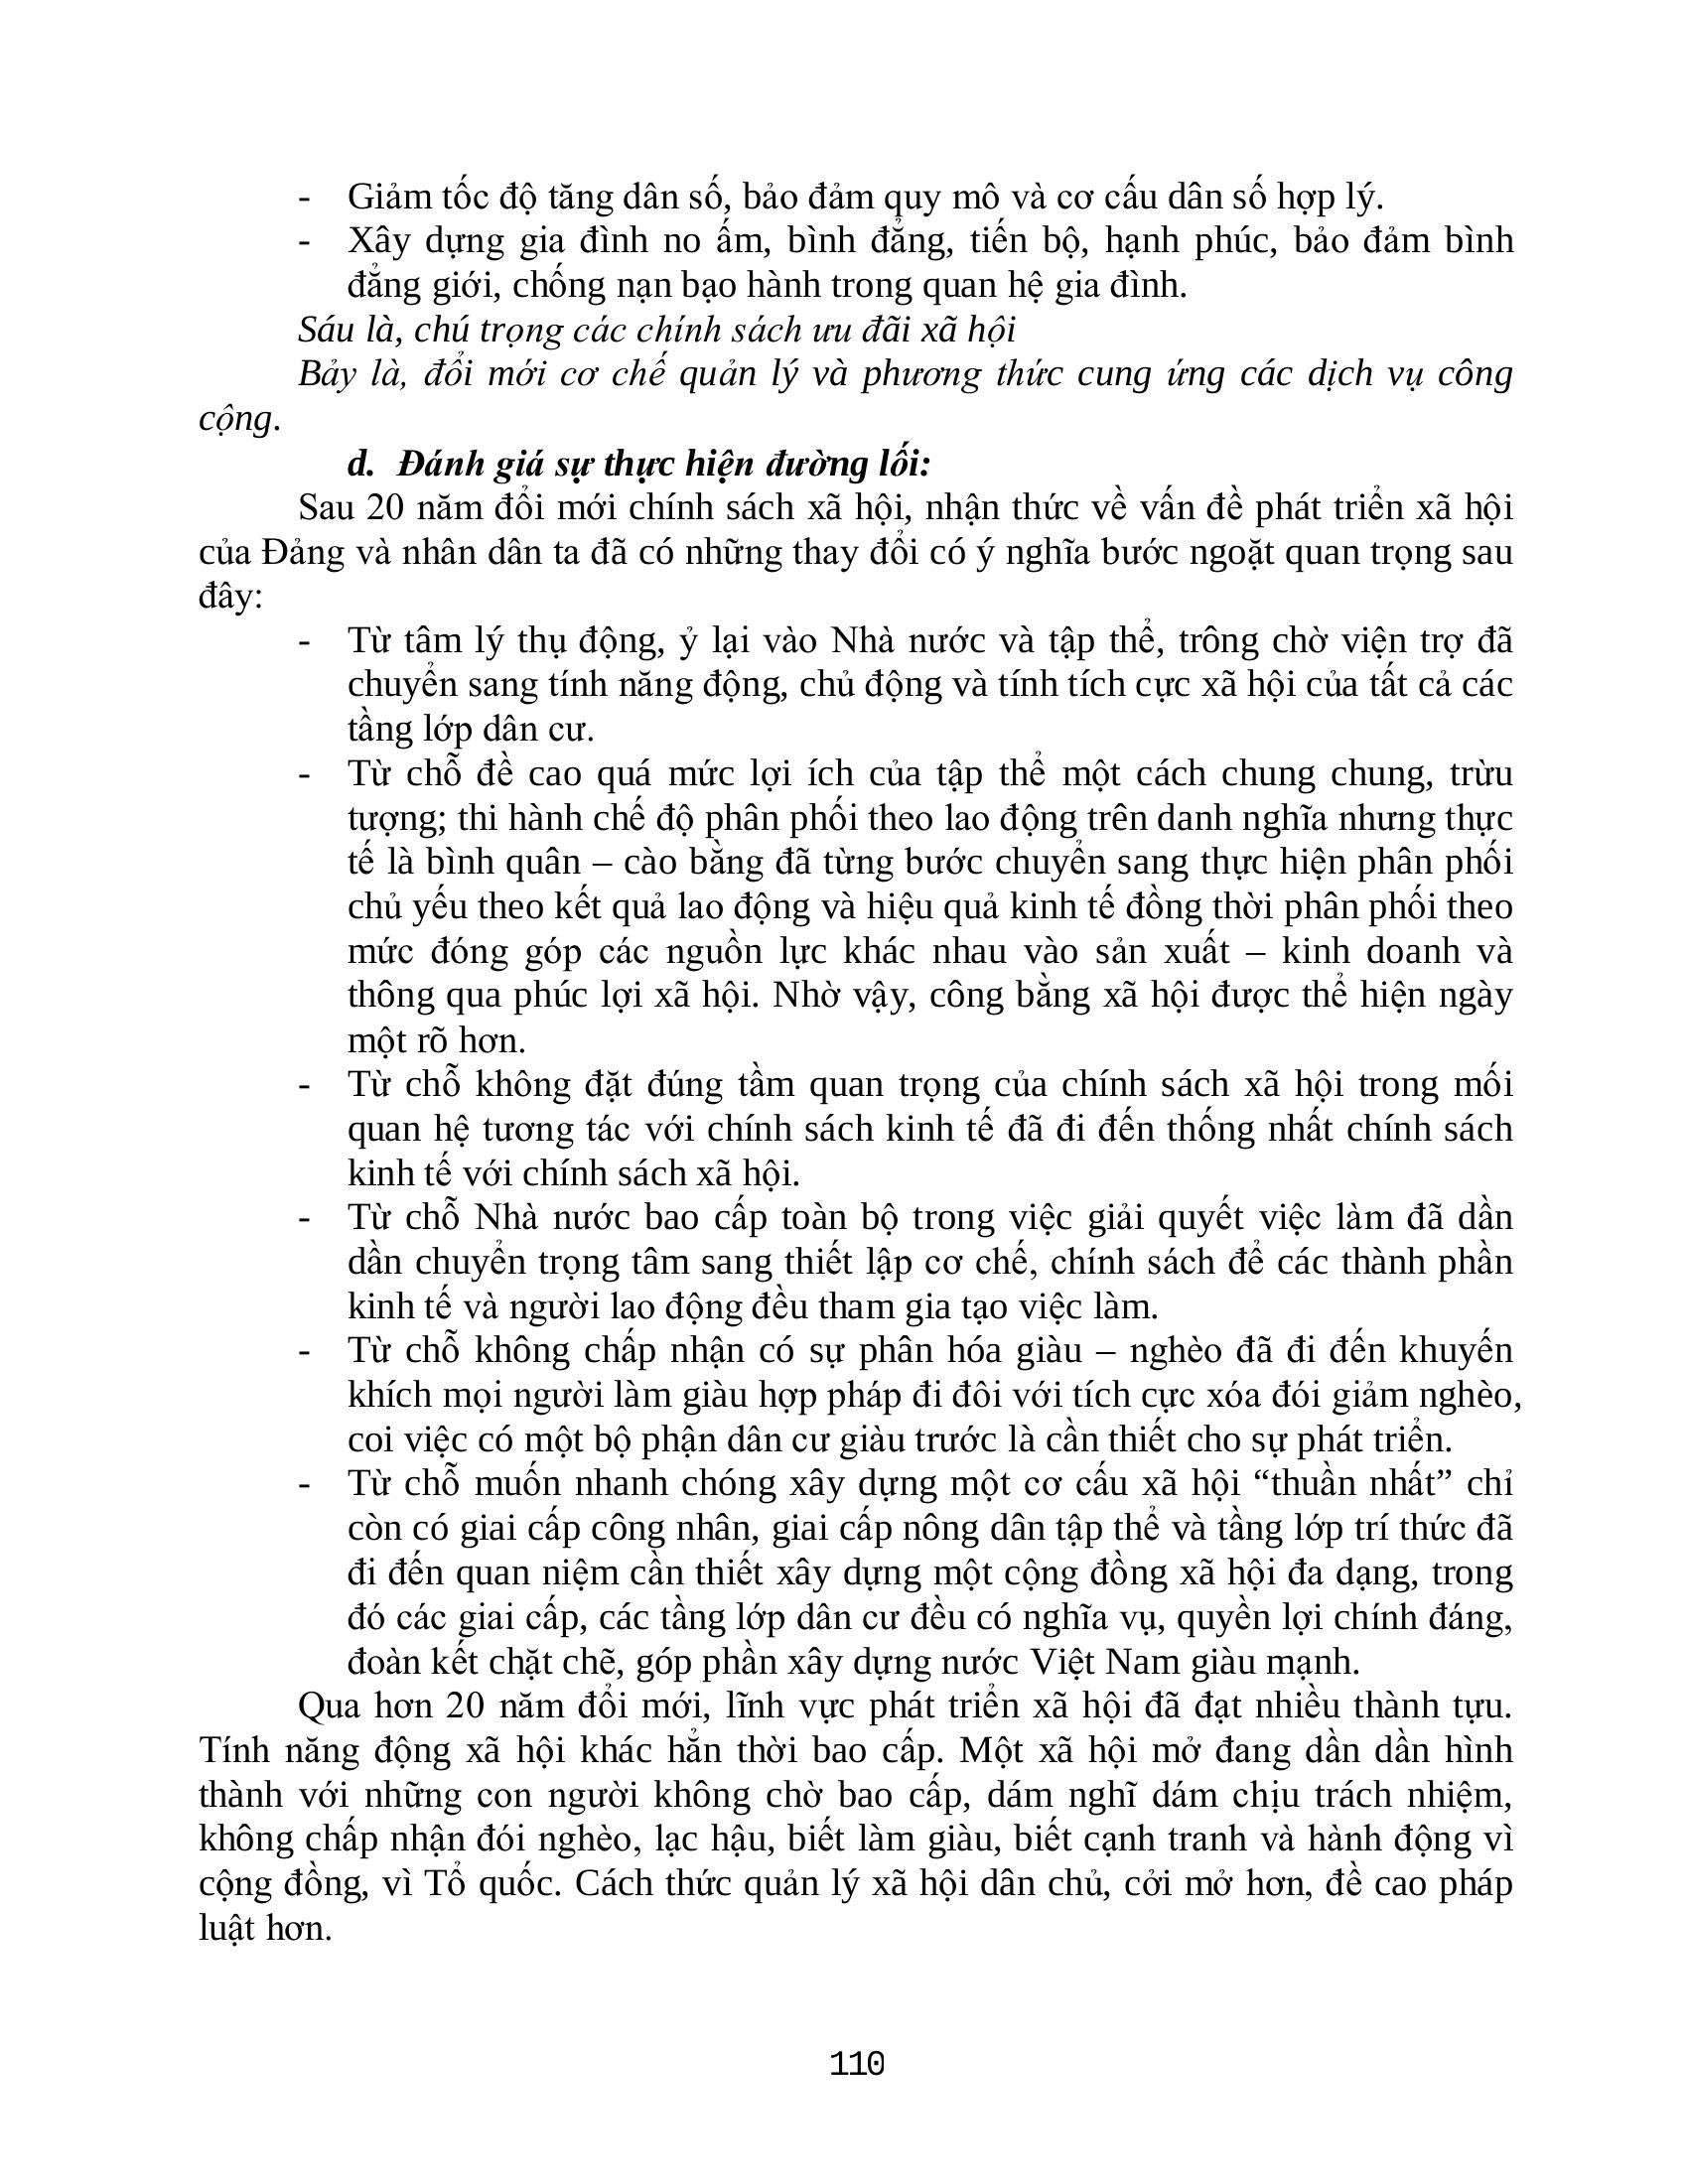 - Giảm tốc độ tăng dân số, bảo đảm quy mô và cơ cấu dân số hợp lý.
- Xây dựng gia đình no ấm, bình đẳng, tiến bộ, hạnh phúc, bảo đảm bình
đẳng giới, chống nạn bạo hành trong quan hệ gia đình.
Sáu là, chú trọng các chính sách ưu đãi xã hội
Bảy là, đổi mới cơ chế quản lý và phương thức cung ứng các dịch vụ công
cộng.
d. Đánh giá sự thực hiện đường lối:
Sau 20 năm đổi mới chính sách xã hội, nhận thức về vấn đề phát triển xã hội
của Đảng và nhân dân ta đã có những thay đổi có ý nghĩa bước ngoặt quan trọng sau
đây:
- Từ tâm lý thụ động, ỷ lại vào Nhà nước và tập thể, trông chờ viện trợ đã
chuyển sang tính năng động, chủ động và tính tích cực xã hội của tất cả các
tầng lớp dân cư.
- Từ chỗ đề cao quá mức lợi ích của tập thể một cách chung chung, trừu
tượng; thi hành chế độ phân phối theo lao động trên danh nghĩa nhưng thực
tế là bình quân – cào bằng đã từng bước chuyển sang thực hiện phân phối
chủ yếu theo kết quả lao động và hiệu quả kinh tế đồng thời phân phối theo
mức đóng góp các nguồn lực khác nhau vào sản xuất – kinh doanh và
thông qua phúc lợi xã hội. Nhờ vậy, công bằng xã hội được thể hiện ngày
một rõ hơn.
- Từ chỗ không đặt đúng tầm quan trọng của chính sách xã hội trong mối
quan hệ tương tác với chính sách kinh tế đã đi đến thống nhất chính sách
kinh tế với chính sách xã hội.
- Từ chỗ Nhà nước bao cấp toàn bộ trong việc giải quyết việc làm đã dần
dần chuyển trọng tâm sang thiết lập cơ chế, chính sách để các thành phần
kinh tế và người lao động đều tham gia tạo việc làm.
- Từ chỗ không chấp nhận có sự phân hóa giàu – nghèo đã đi đến khuyến
khích mọi người làm giàu hợp pháp đi đôi với tích cực xóa đói giảm nghèo,
coi việc có một bộ phận dân cư giàu trước là cần thiết cho sự phát triển.
- Từ chỗ muốn nhanh chóng xây dựng một cơ cấu xã hội “thuần nhất” chỉ
còn có giai cấp công nhân, giai cấp nông dân tập thể và tầng lớp trí thức đã
đi đến quan niệm cần thiết xây dựng một cộng đồng xã hội đa dạng, trong
đó các giai cấp, các tầng lớp dân cư đều có nghĩa vụ, quyền lợi chính đáng,
đoàn kết chặt chẽ, góp phần xây dựng nước Việt Nam giàu mạnh.
Qua hơn 20 năm đổi mới, lĩnh vực phát triển xã hội đã đạt nhiều thành tựu.
Tính năng động xã hội khác hẳn thời bao cấp. Một xã hội mở đang dần dần hình
thành với những con người không chờ bao cấp, dám nghĩ dám chịu trách nhiệm,
không chấp nhận đói nghèo, lạc hậu, biết làm giàu, biết cạnh tranh và hành động vì
cộng đồng, vì Tổ quốc. Cách thức quản lý xã hội dân chủ, cởi mở hơn, đề cao pháp
luật hơn.
110